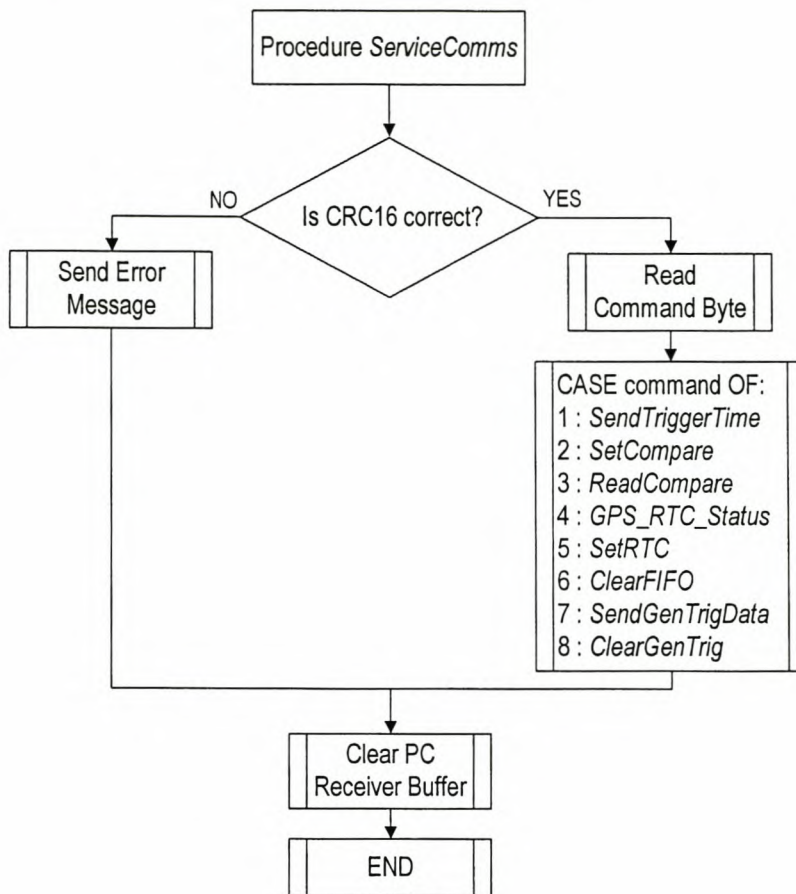 Procedure ServiceComms
NO
Is CRC16 correct?
YES
Send Error
Message
Read
Command Byte
CASE command OF:
1 : SendTriggerTime
2 : SetCompare
3 : ReadCompare
4 : GPS_RTC_Status
5 : SetRTC
6 : ClearFIFO
7 : SendGenTrigData
8 : ClearGenTrig
Clear PC
Receiver Buffer
END